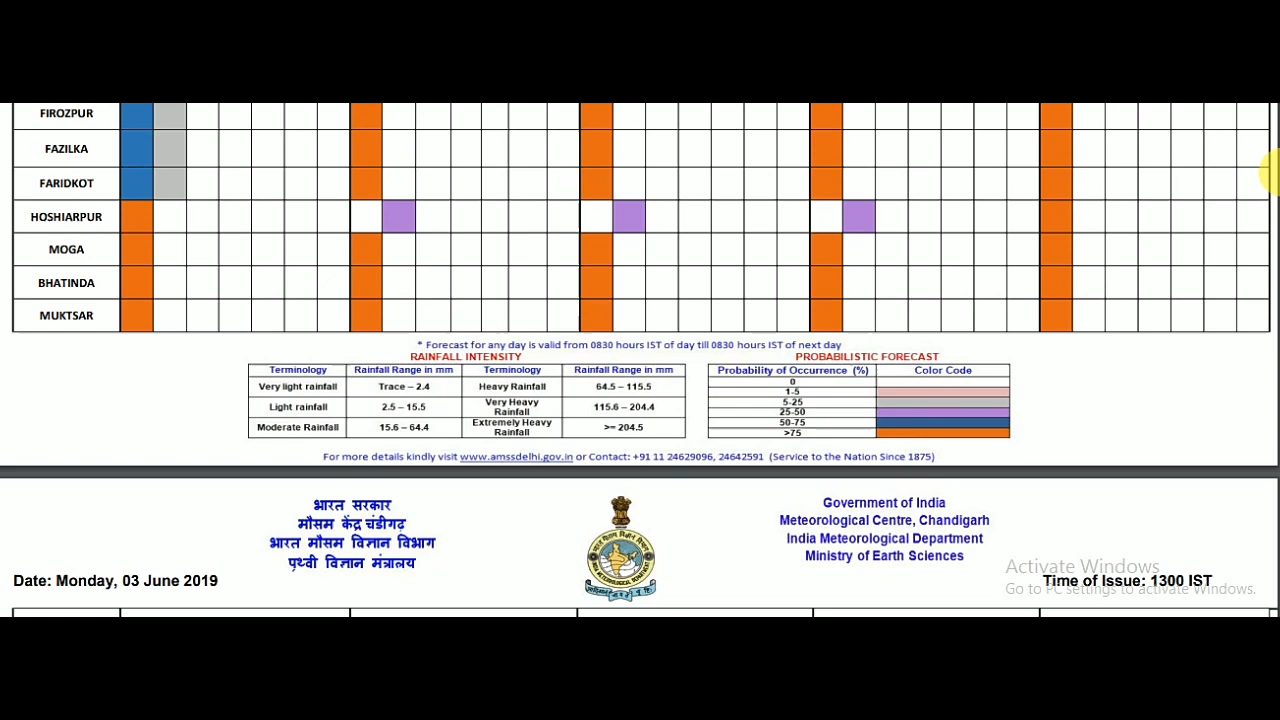 FIROZPUR
FAZILKA
FARIDKOT
HOSHIARPUR
MOGA
BHATINDA
MUKTSAR
* Forecast for any day is valid from 0830 hours IST of day till 0830 hours IST of next day
RAINFALL INTENSITY
Terminology Rainfall Range in mm Terminology Rainfall Range in mm
Very light rainfall Trace – 2.4 Heavy Rainfall 64.5 – 115.5
Light rainfall 2.5 – 15.5 Very Heavy Rainfall 115.6 – 204.4
Moderate Rainfall 15.6 – 64.4 Extremely Heavy Rainfall >= 204.5
PROBABILISTIC FORECAST
Probability of Occurrence (%) Color Code
0
1-5
5-25
25-50
50-75
>75
For more details kindly visit www.amssdelhi.gov.in or Contact: +91 11 24629096, 24642591 (Service to the Nation Since 1875)
भारत सरकार
मौसम केंद्र चंडीगढ़
भारत मौसम विज्ञान विभाग
पृथ्वी विज्ञान मंत्रालय
Government of India
Meteorological Centre, Chandigarh
India Meteorological Department
Ministry of Earth Sciences
Date: Monday, 03 June 2019
Time of Issue: 1300 IST
Activate Windows
Go to PC settings to activate Windows.